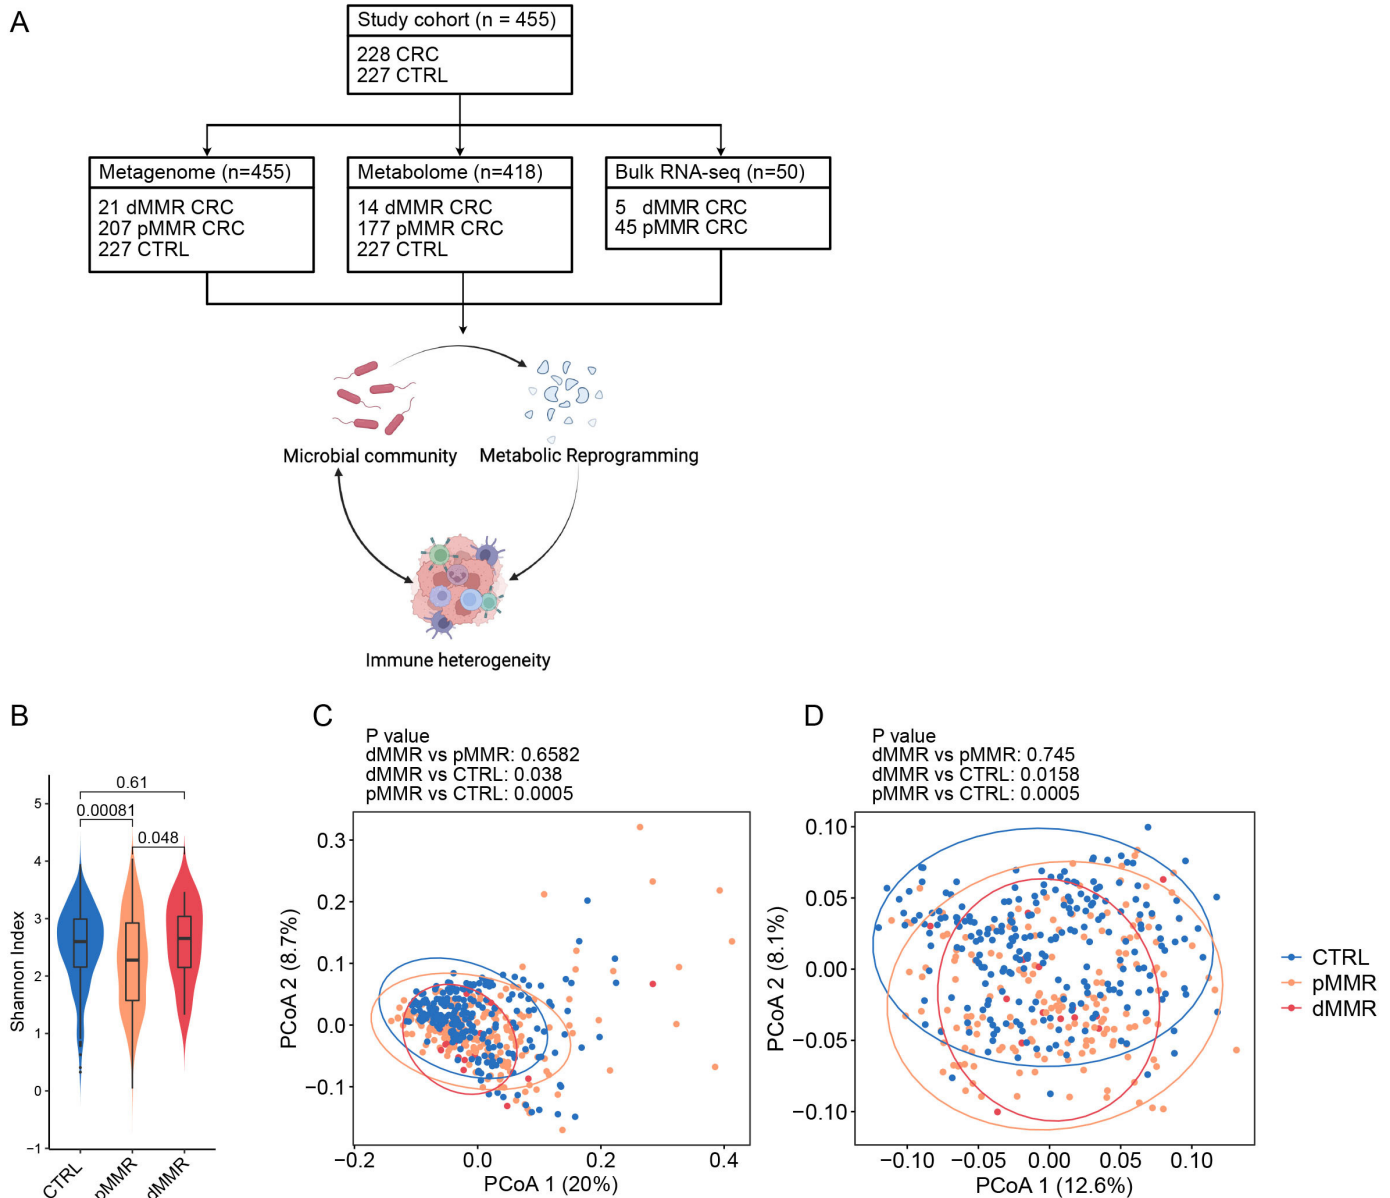 A
Study cohort (n = 455)
228 CRC
227 CTRL
Metagenome (n=455)
21 dMMR CRC
207 pMMR CRC
227 CTRL
Metabolome (n=418)
14 dMMR CRC
177 pMMR CRC
227 CTRL
Bulk RNA-seq (n=50)
5 dMMR CRC
45 pMMR CRC
Microbial community
Metabolic Reprogramming
Immune heterogeneity
B
0.61
0.00081
0.048
Shannon Index
5
4
3
2
1
0
−1
CTRL
pMMR
dMMR
C
P value
dMMR vs pMMR: 0.6582
dMMR vs CTRL: 0.038
pMMR vs CTRL: 0.0005
PCoA 2 (8.7%)
0.3
0.2
0.1
0.0
−0.1
−0.2
0.0
0.2
0.4
PCoA 1 (20%)
D
P value
dMMR vs pMMR: 0.745
dMMR vs CTRL: 0.0158
pMMR vs CTRL: 0.0005
PCoA 2 (8.1%)
0.10
0.05
0.00
−0.05
−0.10
−0.10
−0.05
0.00
0.05
0.10
PCoA 1 (12.6%)
CTRL
pMMR
dMMR